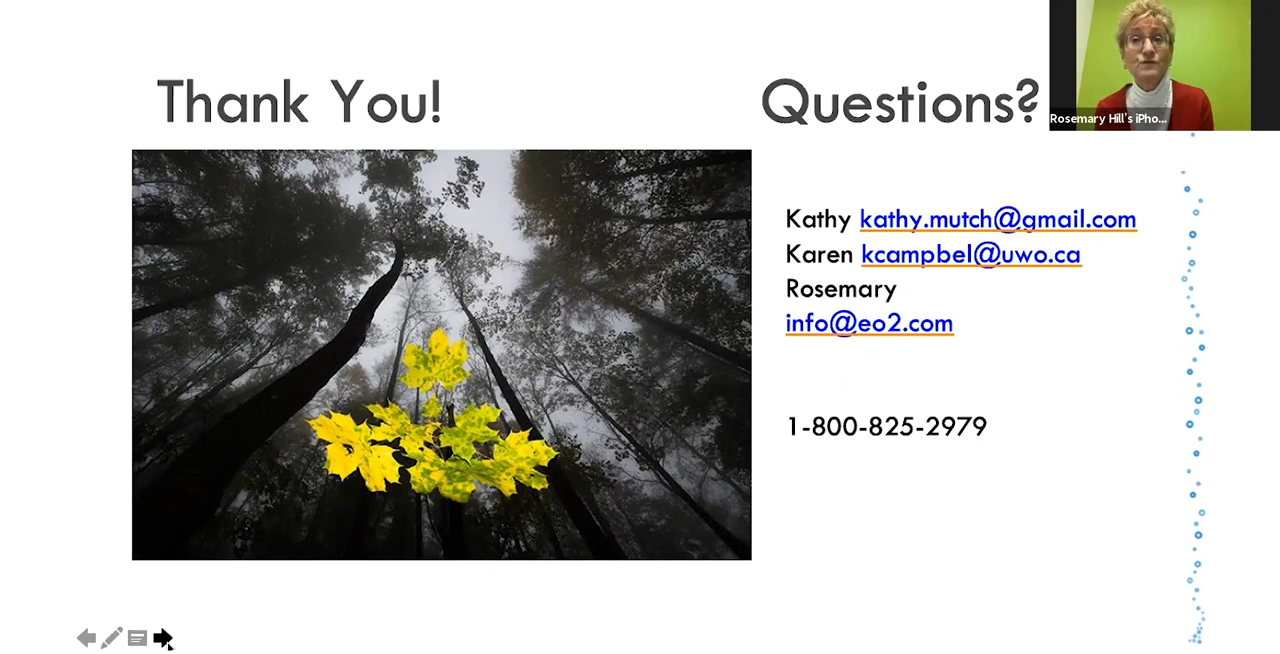 Thank You!
Questions?
Rosemary Hill's iPho...
Kathy kathy.mutch@gmail.com
Karen kcampbel@uwo.ca
Rosemary
info@eo2.com
1-800-825-2979